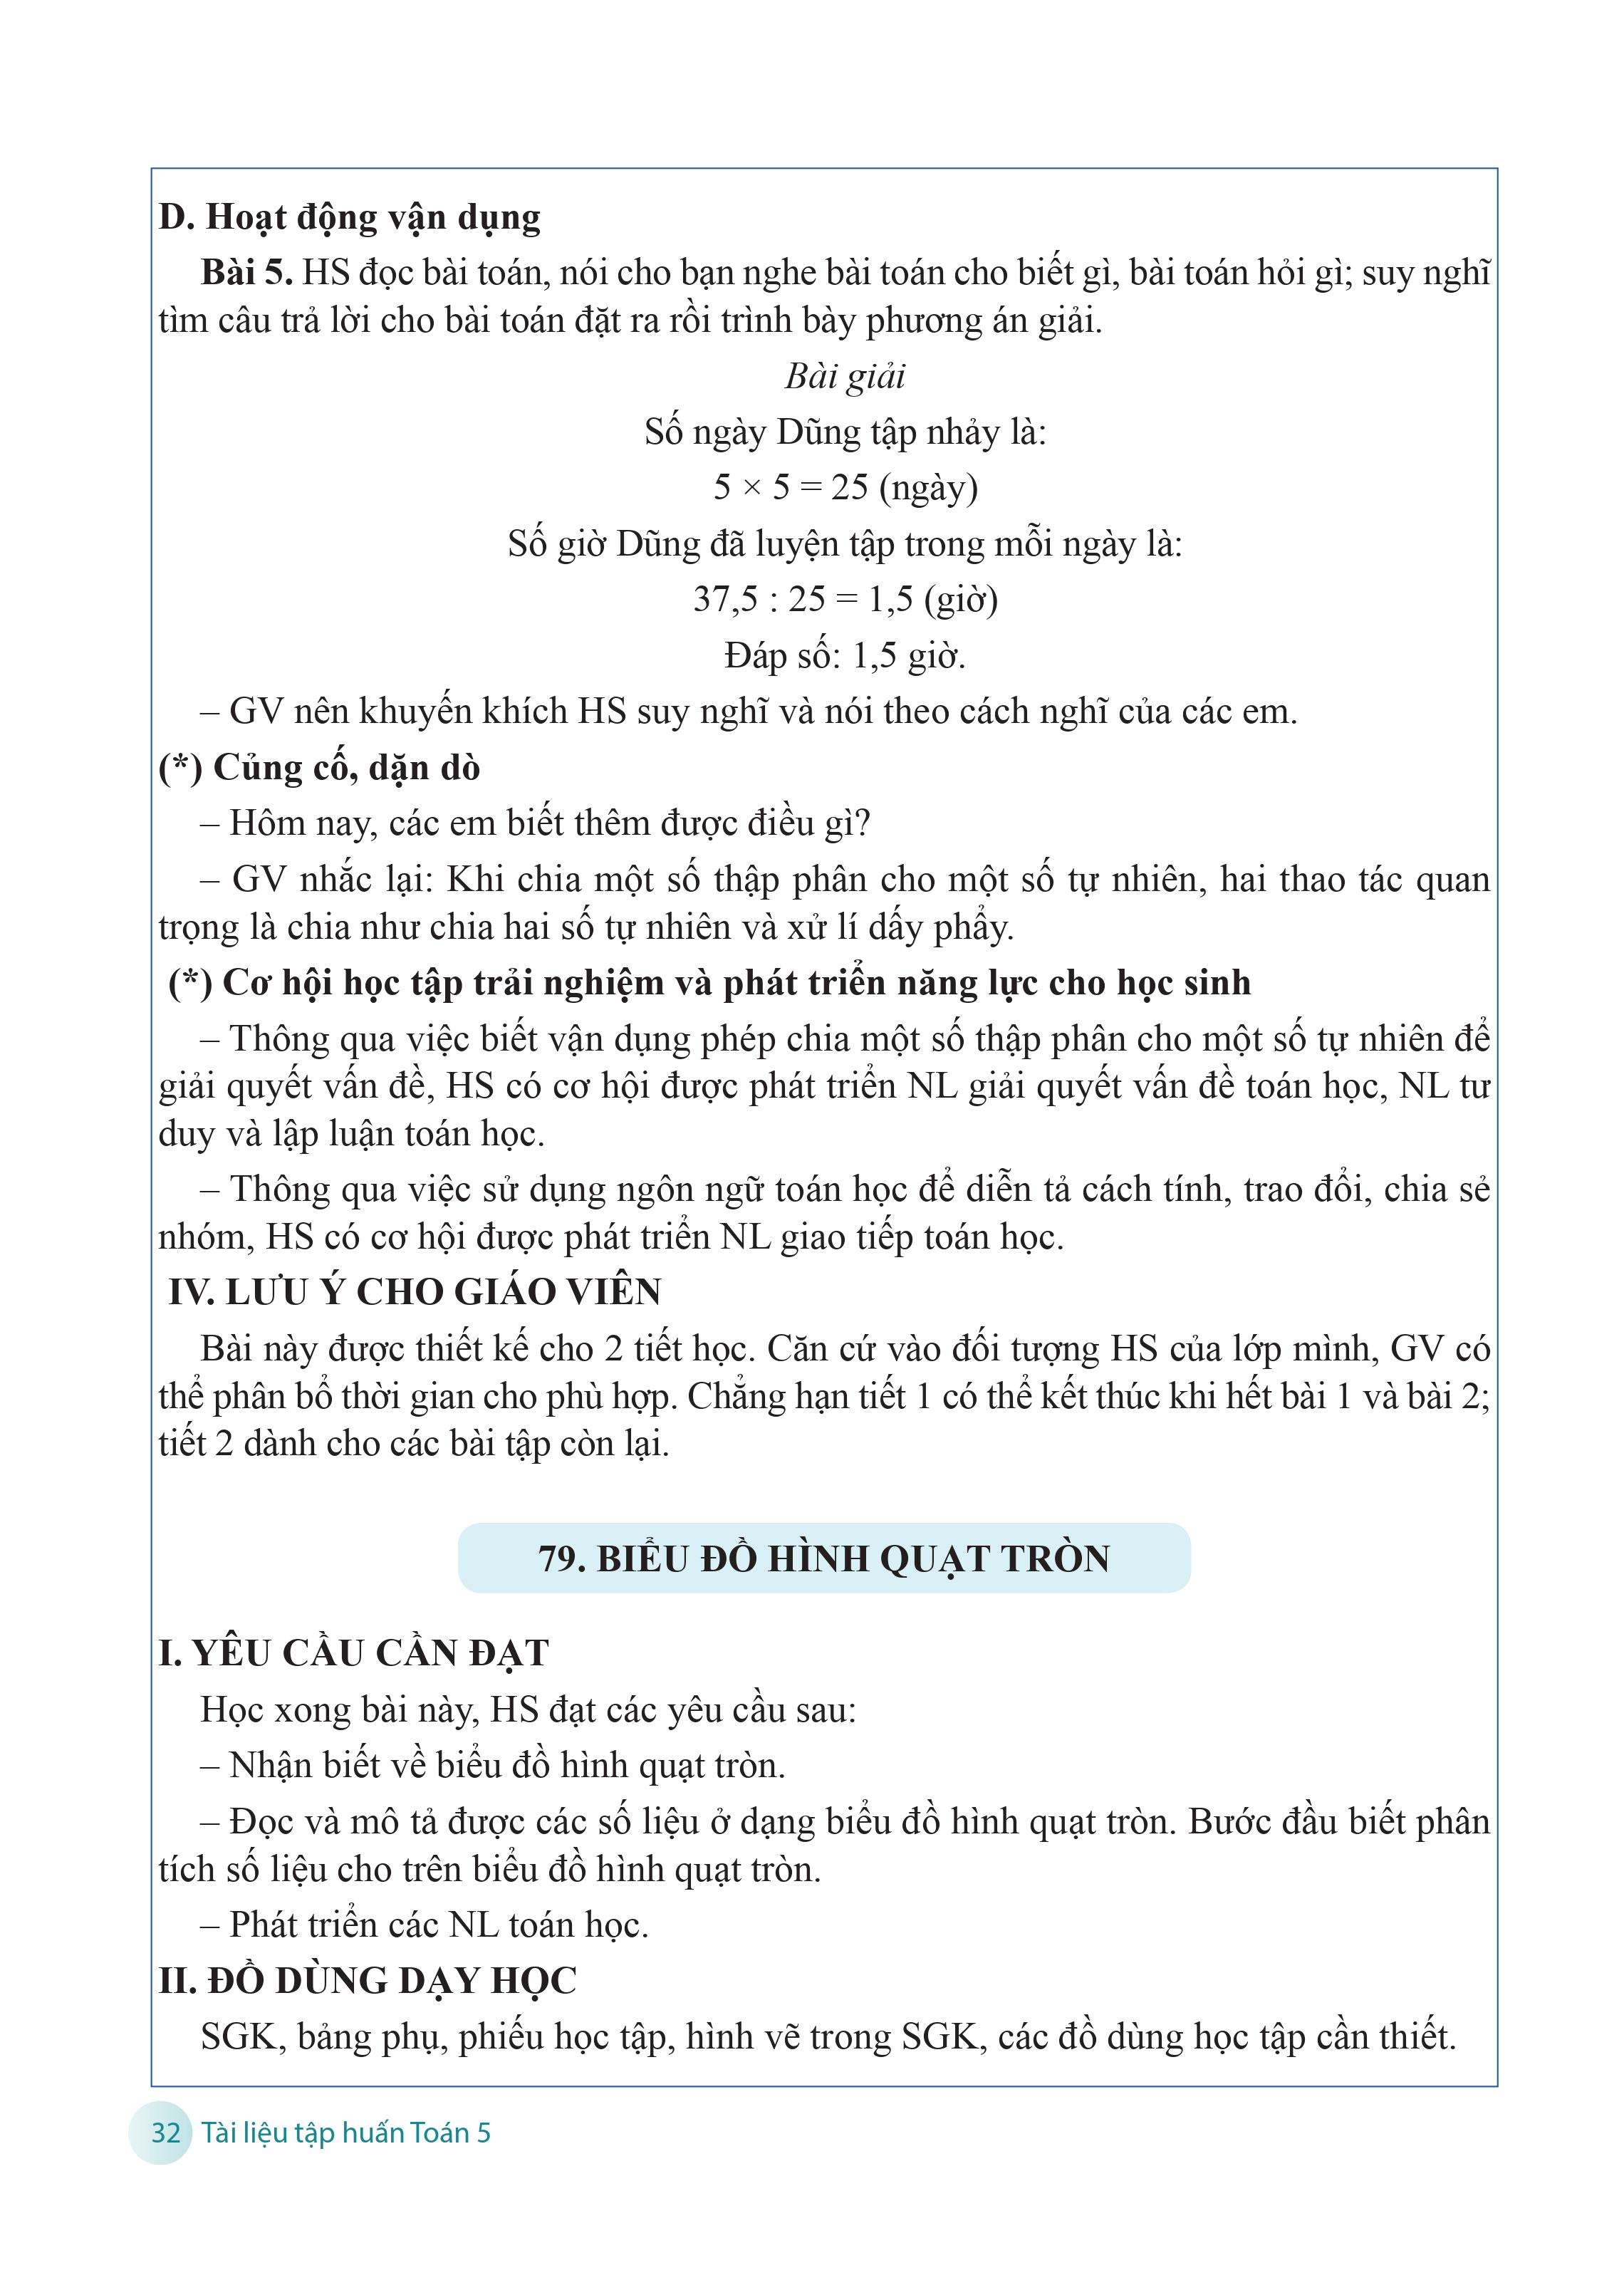 D. Hoạt động vận dụng
Bài 5. HS đọc bài toán, nói cho bạn nghe bài toán cho biết gì, bài toán hỏi gì; suy nghĩ
tìm câu trả lời cho bài toán đặt ra rồi trình bày phương án giải.
Bài giải
Số ngày Dũng tập nhảy là:
5 × 5 = 25 (ngày)
Số giờ Dũng đã luyện tập trong mỗi ngày là:
37,5 : 25 = 1,5 (giờ)
Đáp số: 1,5 giờ.
– GV nên khuyến khích HS suy nghĩ và nói theo cách nghĩ của các em.
(*) Củng cố, dặn dò
– Hôm nay, các em biết thêm được điều gì?
– GV nhắc lại: Khi chia một số thập phân cho một số tự nhiên, hai thao tác quan
trọng là chia như chia hai số tự nhiên và xử lí dấy phẩy.
(*) Cơ hội học tập trải nghiệm và phát triển năng lực cho học sinh
– Thông qua việc biết vận dụng phép chia một số thập phân cho một số tự nhiên để
giải quyết vấn đề, HS có cơ hội được phát triển NL giải quyết vấn đề toán học, NL tư
duy và lập luận toán học.
– Thông qua việc sử dụng ngôn ngữ toán học để diễn tả cách tính, trao đổi, chia sẻ
nhóm, HS có cơ hội được phát triển NL giao tiếp toán học.
IV. LƯU Ý CHO GIÁO VIÊN
Bài này được thiết kế cho 2 tiết học. Căn cứ vào đối tượng HS của lớp mình, GV có
thể phân bổ thời gian cho phù hợp. Chẳng hạn tiết 1 có thể kết thúc khi hết bài 1 và bài 2;
tiết 2 dành cho các bài tập còn lại.
79. BIỂU ĐỒ HÌNH QUẠT TRÒN
I. YÊU CẦU CẦN ĐẠT
Học xong bài này, HS đạt các yêu cầu sau:
– Nhận biết về biểu đồ hình quạt tròn.
– Đọc và mô tả được các số liệu ở dạng biểu đồ hình quạt tròn. Bước đầu biết phân
tích số liệu cho trên biểu đồ hình quạt tròn.
– Phát triển các NL toán học.
II. ĐỒ DÙNG DẠY HỌC
SGK, bảng phụ, phiếu học tập, hình vẽ trong SGK, các đồ dùng học tập cần thiết.
32 Tài liệu tập huấn Toán 5